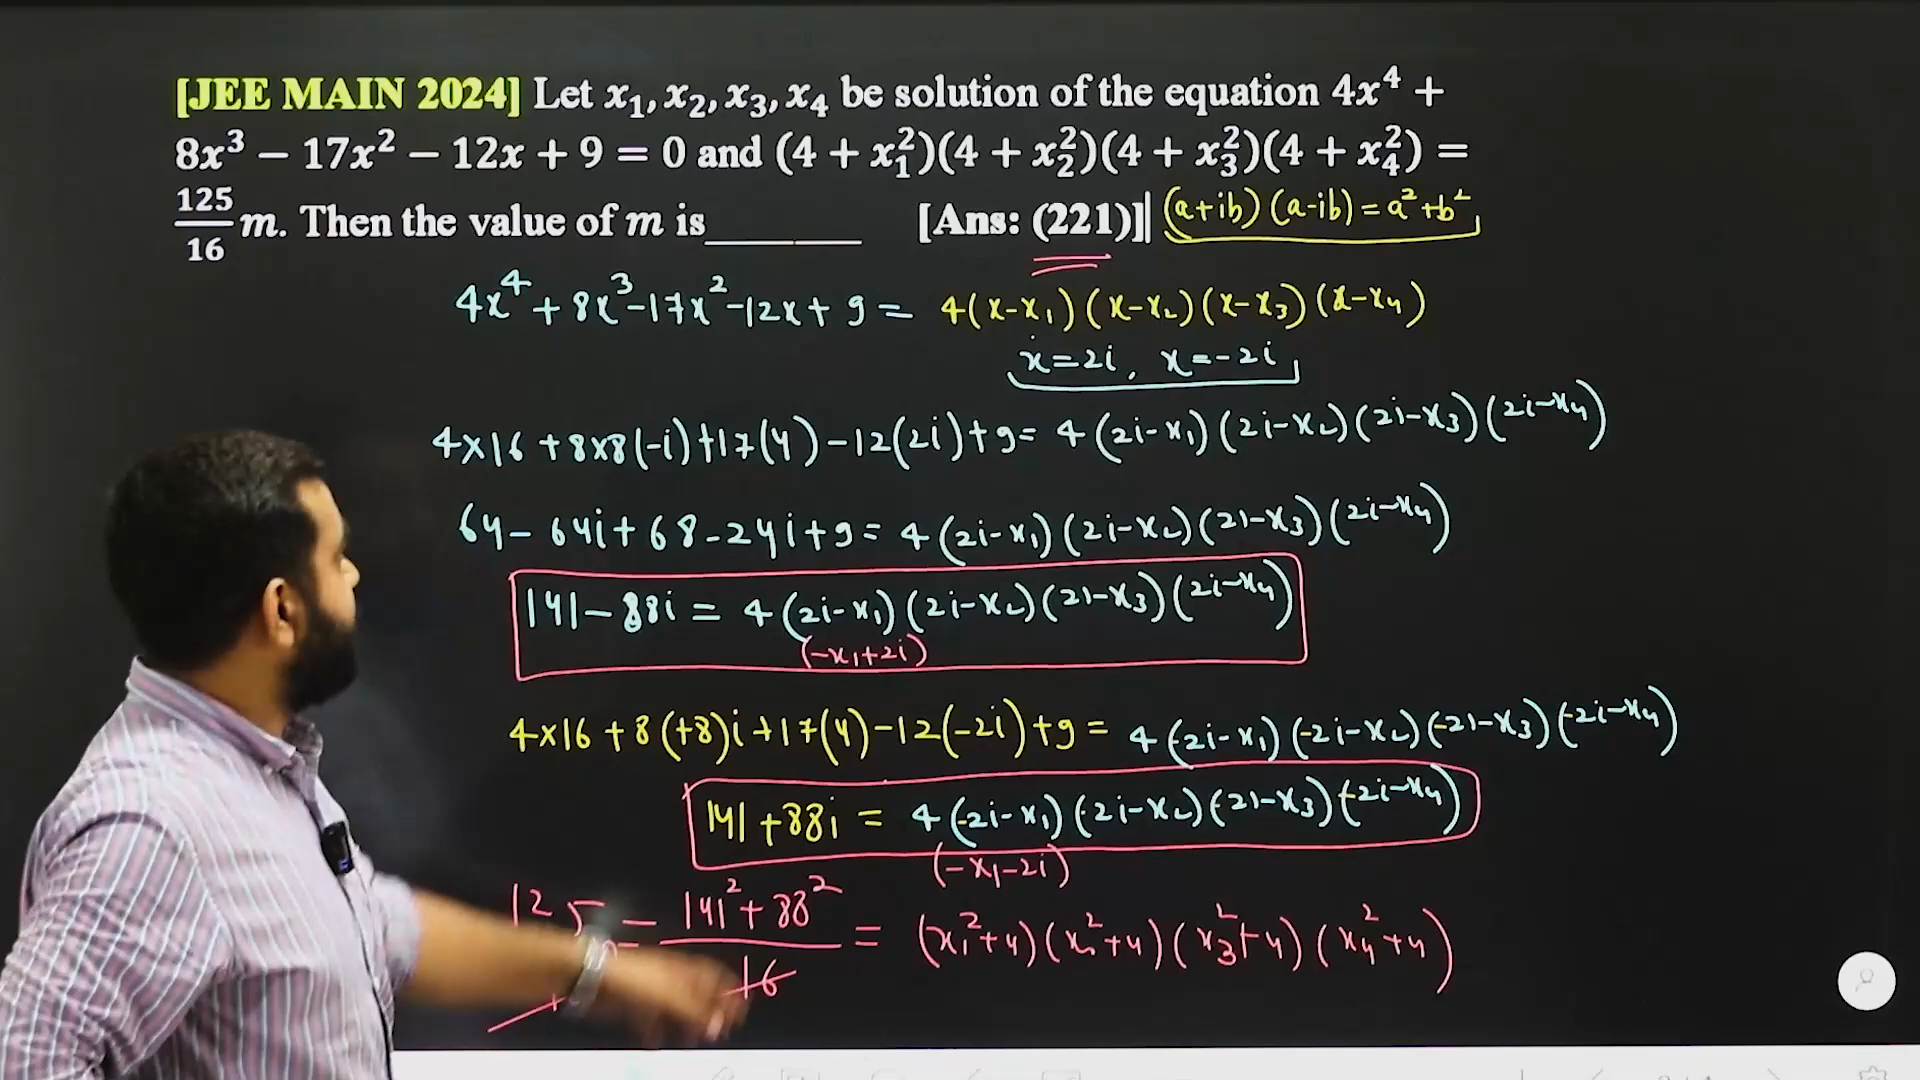 [JEE MAIN 2024] Let x₁, x₂, x₃, x₄ be solution of the equation 4x⁴ +
8x³ − 17x² − 12x + 9 = 0 and (4 + x₁²)(4 + x₂²)(4 + x₃²)(4 + x₄²) =
125/16 m. Then the value of m is______ [Ans: (221)]| (a+ib)(a-ib) = a²+b²
4x⁴ + 8x³ - 17x² - 12x + 9 = 4(x-x₁)(x-x₂)(x-x₃)(x-x₄)
x=2i, x=-2i
4×16 + 8×8(-i) + 17(4) - 12(2i) + 9 = 4(2i-x₁)(2i-x₂)(2i-x₃)(2i-x₄)
64 - 64i + 68 - 24i + 9 = 4(2i-x₁)(2i-x₂)(2i-x₃)(2i-x₄)
141 - 88i = 4(2i-x₁)(2i-x₂)(2i-x₃)(2i-x₄)
(-x₁+2i)
4×16 + 8(+8)i + 17(4) - 12(-2i) + 9 = 4(-2i-x₁)(-2i-x₂)(-2i-x₃)(-2i-x₄)
141 + 88i = 4(-2i-x₁)(-2i-x₂)(-2i-x₃)(-2i-x₄)
(-x₁-2i)
125 = (141²+88²)/16 = (x₁²+4)(x₂²+4)(x₃²+4)(x₄²+4)